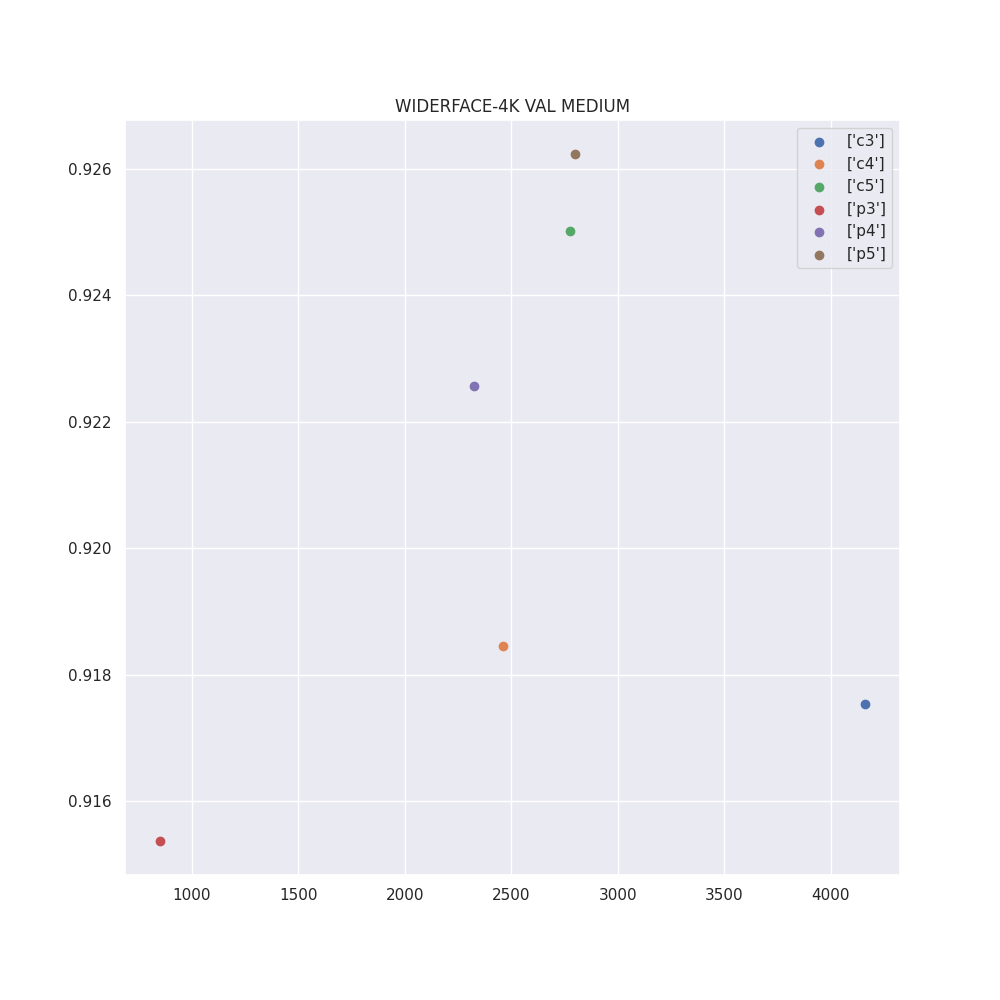 WIDERFACE-4K VAL MEDIUM
['c3']
['c4']
['c5']
['p3']
['p4']
['p5']
0.926
0.924
0.922
0.920
0.918
0.916
1000 1500 2000 2500 3000 3500 4000